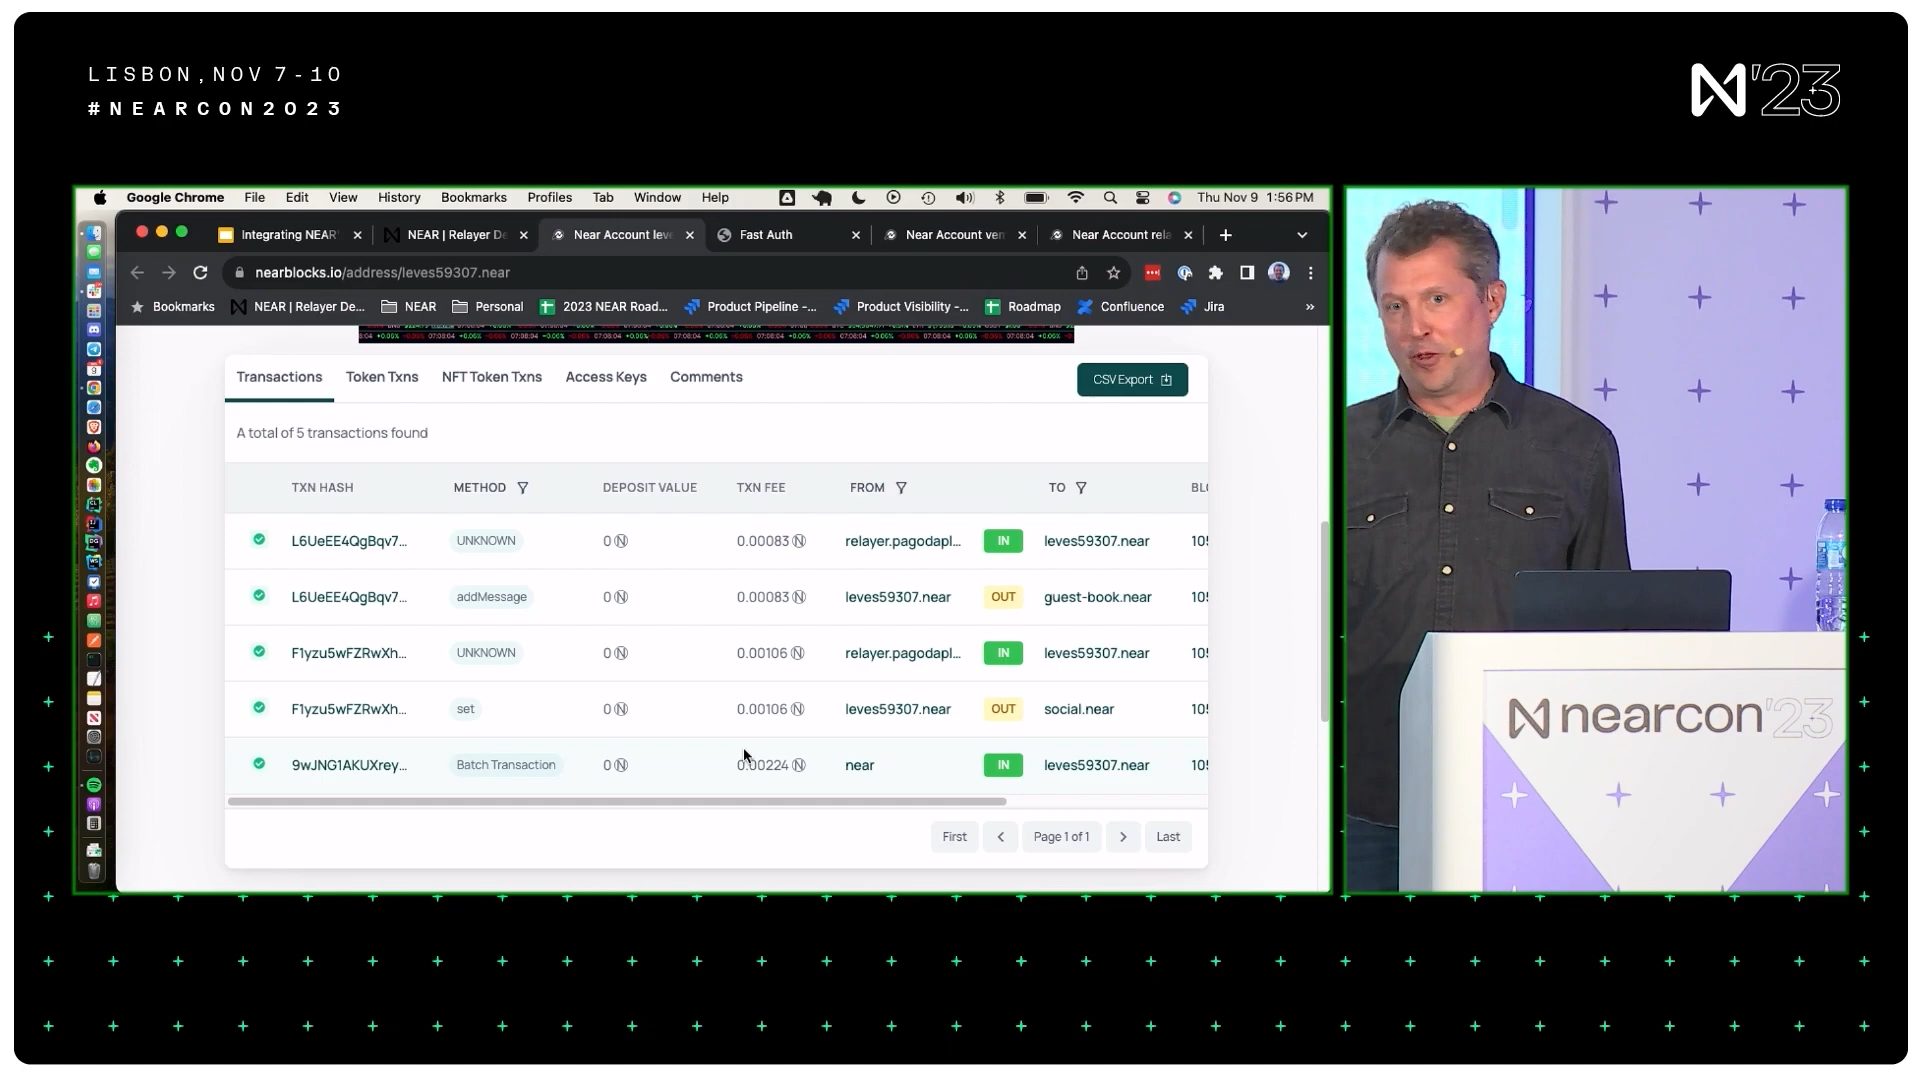 LISBON, NOV 7-10
#NEARCON2023
'23
Google Chrome File Edit View History Bookmarks Profiles Tab Window Help Thu Nov 9 1:56 PM
Integrating NEAR NEAR | Relayer De Near Account lev Fast Auth Near Account ven Near Account rela
nearblocks.io/address/leves59307.near
Bookmarks NEAR | Relayer De... NEAR Personal 2023 NEAR Road... Product Pipeline -... Product Visibility -... Roadmap Confluence Jira »
Transactions Token Txns NFT Token Txns Access Keys Comments CSV Export
A total of 5 transactions found
TXN HASH METHOD DEPOSIT VALUE TXN FEE FROM TO
L6UeEE4QgBqv7... UNKNOWN 0 0.00083 relayer.pagodapl... IN leves59307.near
L6UeEE4QgBqv7... addMessage 0 0.00083 leves59307.near OUT guest-book.near
F1yzu5wFZRwXh... UNKNOWN 0 0.00106 relayer.pagodapl... IN leves59307.near
F1yzu5wFZRwXh... set 0 0.00106 leves59307.near OUT social.near
9wJNG1AKUXrey... Batch Transaction 0 0.00224 near IN leves59307.near
First Page 1 of 1 Last
nearcon'23